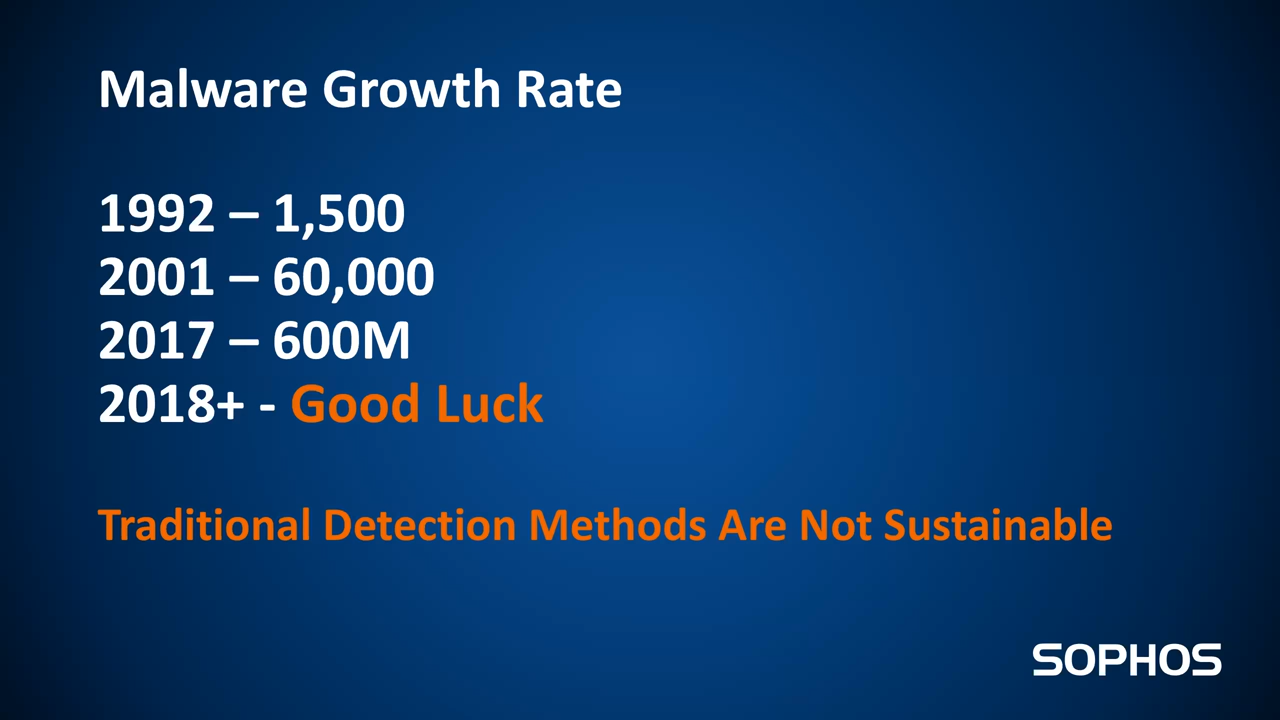 Malware Growth Rate
1992 – 1,500
2001 – 60,000
2017 – 600M
2018+ - Good Luck
Traditional Detection Methods Are Not Sustainable
SOPHOS